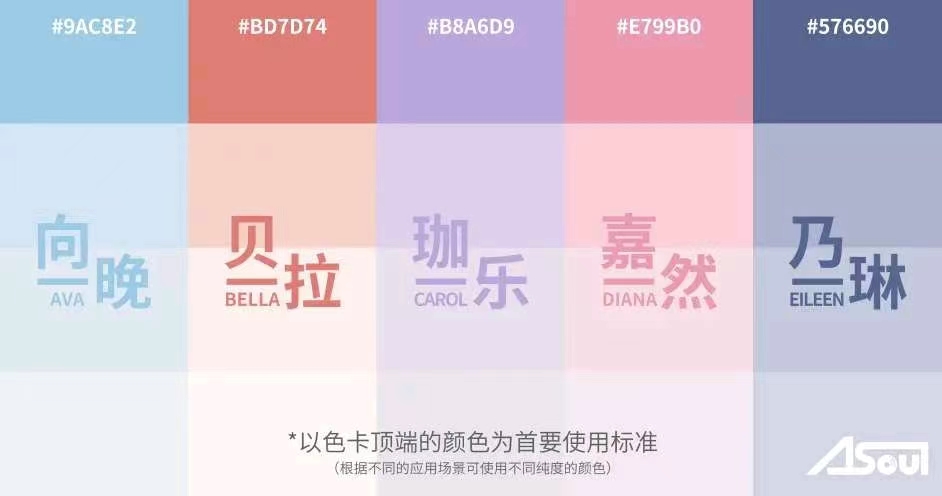 #9AC8E2 #BD7D74 #B8A6D9 #E799B0 #576690
向晚 贝拉 珈乐 嘉然 乃琳
AVA BELLA CAROL DIANA EILEEN
*以色卡顶端的颜色为首要使用标准
（根据不同的应用场景可使用不同纯度的颜色）
ASoul